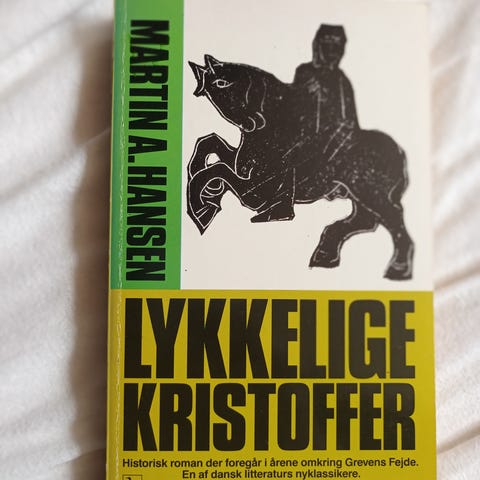 MARTIN A. HANSEN
LYKKELIGE
KRISTOFFER
Historisk roman der foregår i årene omkring Grevens Fejde.
En af dansk litteraturs nyklassikere.